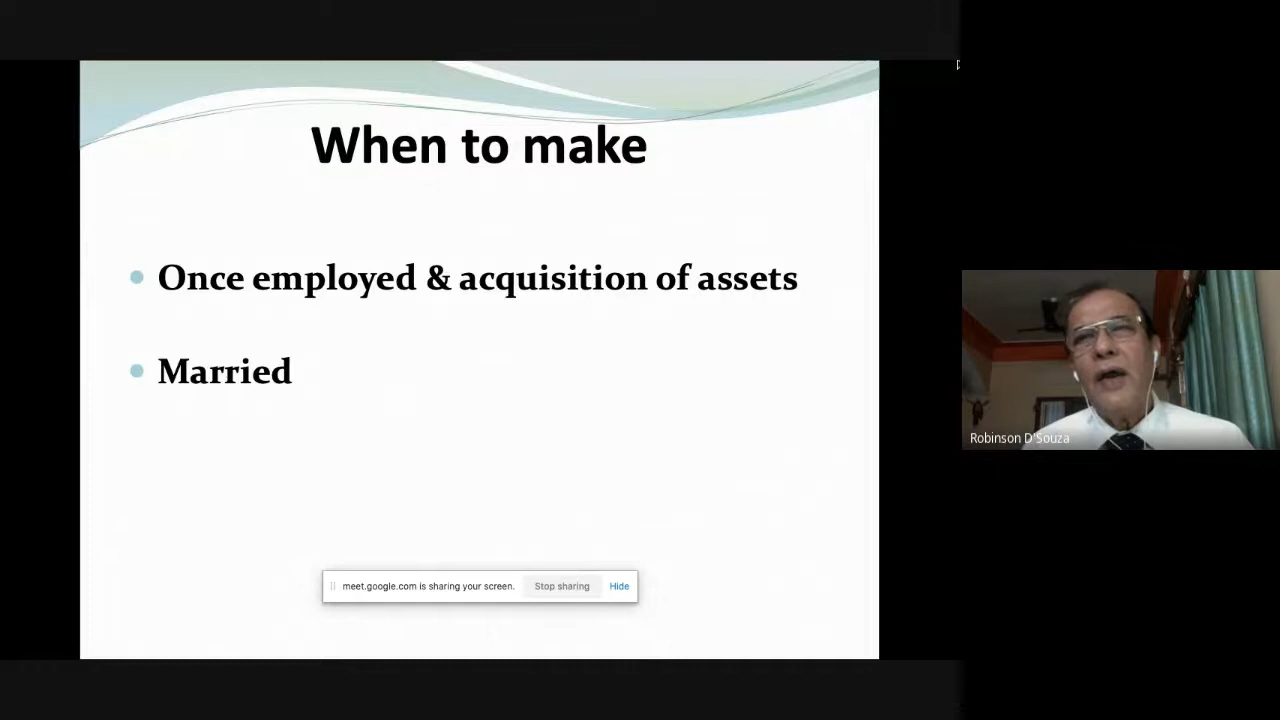 When to make
• Once employed & acquisition of assets
• Married
meet.google.com is sharing your screen. Stop sharing Hide
Robinson D'Souza